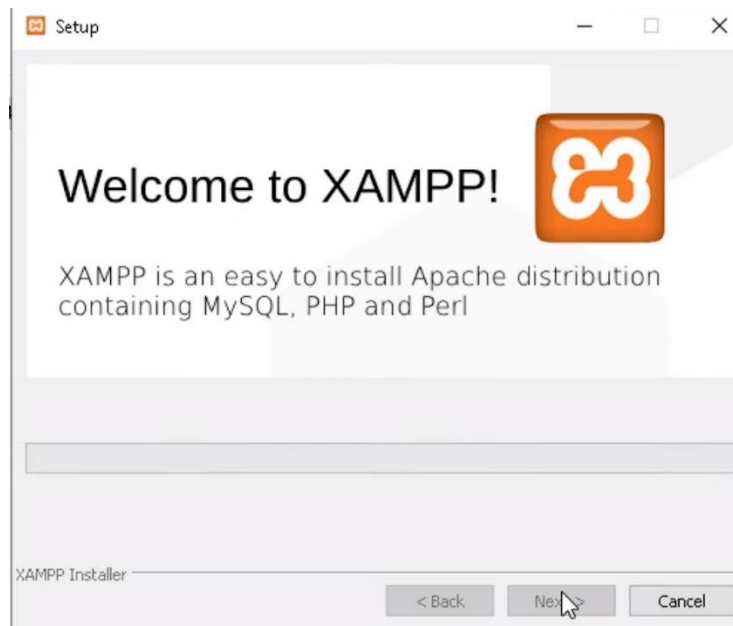 Setup
Welcome to XAMPP!
XAMPP is an easy to install Apache distribution
containing MySQL, PHP and Perl
XAMPP Installer
< Back Next > Cancel